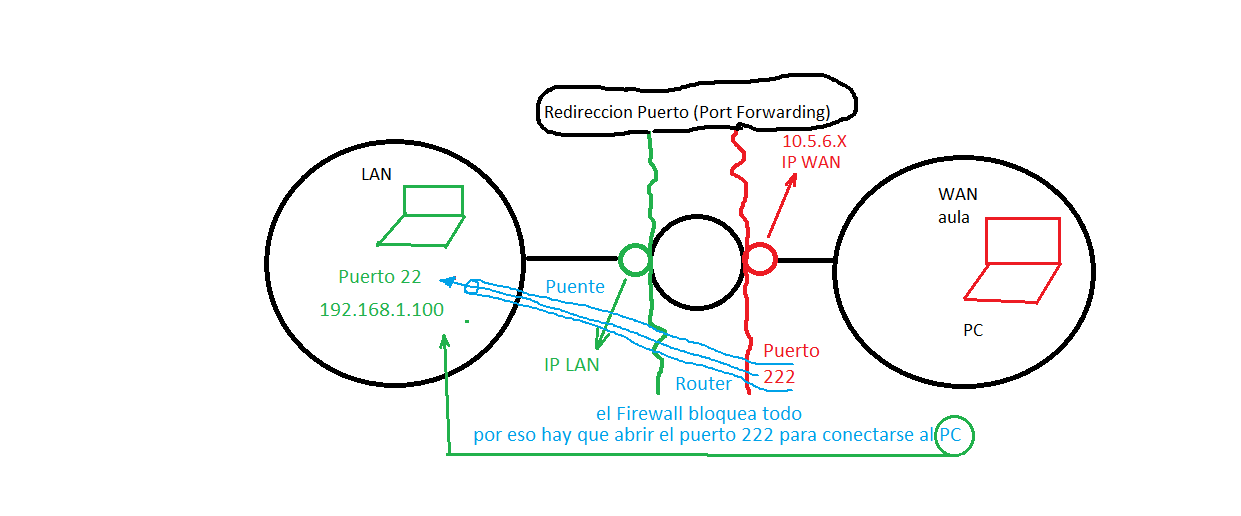 Redireccion Puerto (Port Forwarding)
10.5.6.X
IP WAN
LAN
WAN
aula
Puerto 22
192.168.1.100
Puente
IP LAN
Router
Puerto
222
PC
el Firewall bloquea todo
por eso hay que abrir el puerto 222 para conectarse al PC